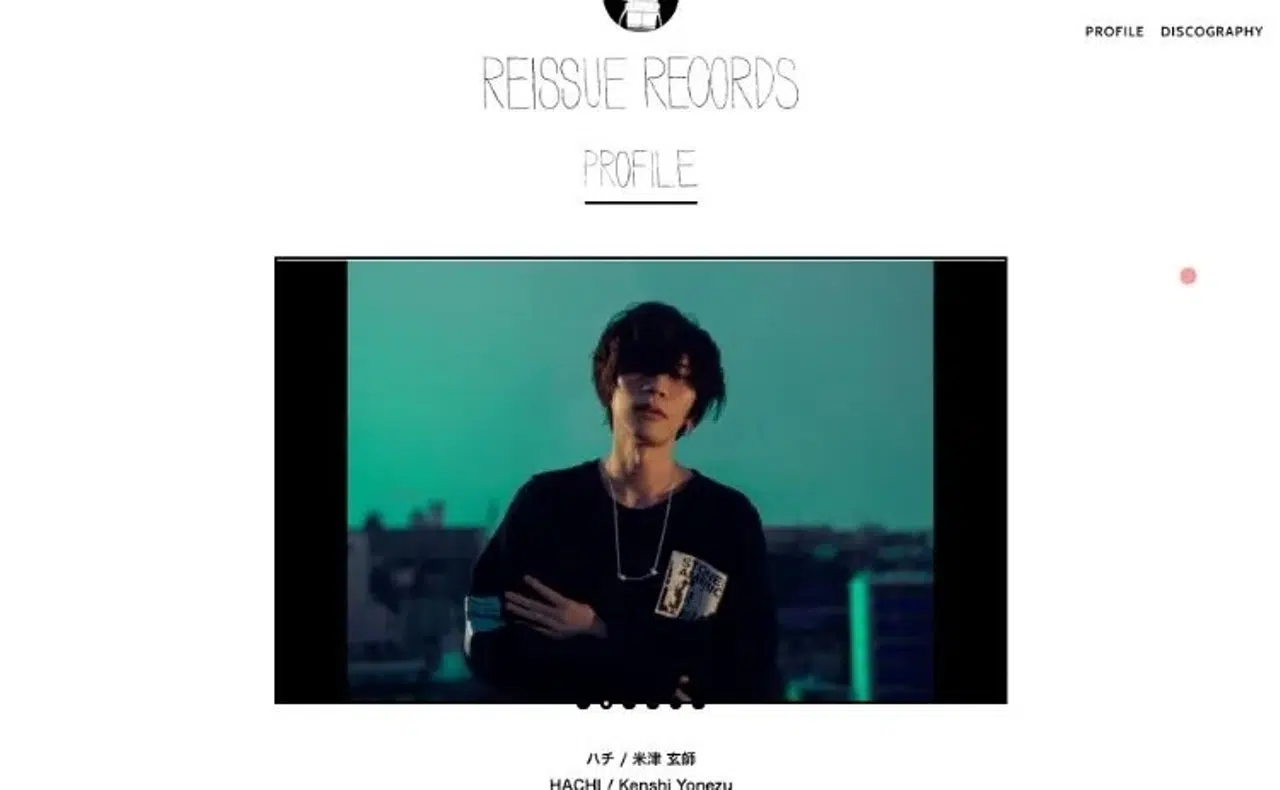 PROFILE DISCOGRAPHY
REISSUE RECORDS
PROFILE
ハチ / 米津 玄師
HACHI / Kenshi Yonezu